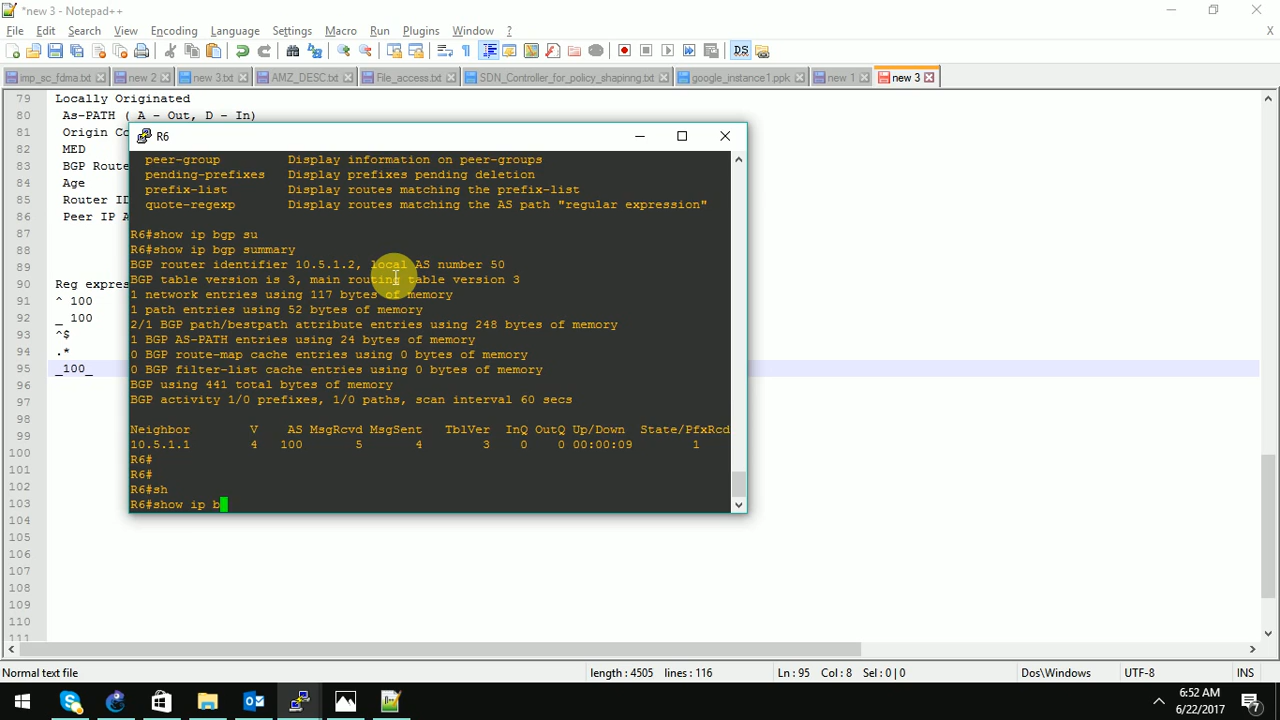 *new 3 - Notepad++
File Edit Search View Encoding Language Settings Macro Run Plugins Window ?
X
imp_sc_fdma.txt new 2 new 3.txt AMZ_DESC.txt File_access.txt SDN_Controller_for_policy_shapinng.txt google_instance1.ppk new 1 new 3
79 Locally Originated
80 As-PATH ( A - Out, D - In)
81 Origin Co
82 MED
83 BGP Route
84 Age
85 Router ID
86 Peer IP A
87
88
89
90 Reg expres
91 ^ 100
92 _ 100
93 ^$
94 .*
95 _100_
96
97
98
99
100
101
102
103
104
105
106
107
108
109
110
111
R6
peer-group Display information on peer-groups
pending-prefixes Display prefixes pending deletion
prefix-list Display routes matching the prefix-list
quote-regexp Display routes matching the AS path "regular expression"
R6#show ip bgp su
R6#show ip bgp summary
BGP router identifier 10.5.1.2, local AS number 50
BGP table version is 3, main routing table version 3
1 network entries using 117 bytes of memory
1 path entries using 52 bytes of memory
2/1 BGP path/bestpath attribute entries using 248 bytes of memory
1 BGP AS-PATH entries using 24 bytes of memory
0 BGP route-map cache entries using 0 bytes of memory
0 BGP filter-list cache entries using 0 bytes of memory
BGP using 441 total bytes of memory
BGP activity 1/0 prefixes, 1/0 paths, scan interval 60 secs
Neighbor V AS MsgRcvd MsgSent TblVer InQ OutQ Up/Down State/PfxRcd
10.5.1.1 4 100 5 4 3 0 0 00:00:09 1
R6#
R6#
R6#sh
R6#show ip b
Normal text file length : 4505 lines : 116 Ln : 95 Col : 8 Sel : 0 | 0 Dos\Windows UTF-8 INS
6:52 AM
6/22/2017
7